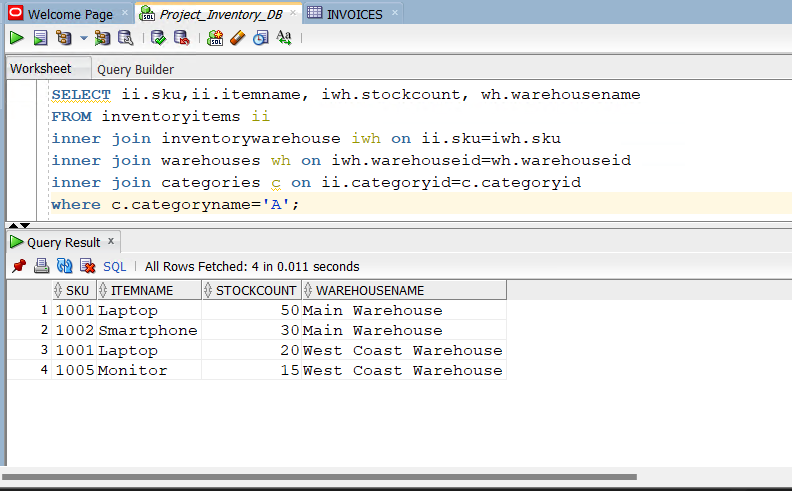 Welcome Page × Project_Inventory_DB × INVOICES ×
Worksheet Query Builder
SELECT ii.sku,ii.itemname, iwh.stockcount, wh.warehousename
FROM inventoryitems ii
inner join inventorywarehouse iwh on ii.sku=iwh.sku
inner join warehouses wh on iwh.warehouseid=wh.warehouseid
inner join categories c on ii.categoryid=c.categoryid
where c.categoryname='A';
Query Result ×
SQL | All Rows Fetched: 4 in 0.011 seconds
SKU ITEMNAME STOCKCOUNT WAREHOUSENAME
1 1001 Laptop 50 Main Warehouse
2 1002 Smartphone 30 Main Warehouse
3 1001 Laptop 20 West Coast Warehouse
4 1005 Monitor 15 West Coast Warehouse